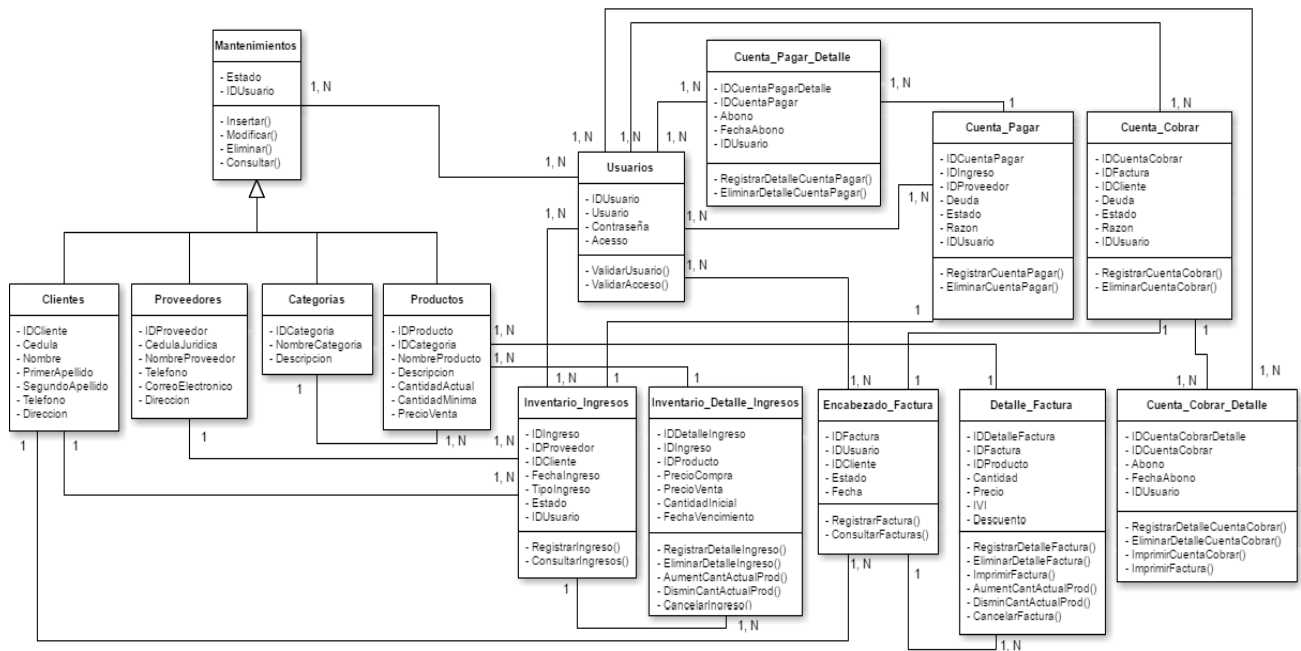 Mantenimientos
- Estado
- IDUsuario
- Insertar()
- Modificar()
- Eliminar()
- Consultar()
1, N
1, N
Usuarios
- IDUsuario
- Usuario
- Contraseña
- Acesso
- ValidarUsuario()
- ValidarAcceso()
1, N
1, N
1, N
1, N
1, N
1, N
1, N
Cuenta_Pagar_Detalle
- IDCuentaPagarDetalle
- IDCuentaPagar
- Abono
- FechaAbono
- IDUsuario
- RegistrarDetalleCuentaPagar()
- EliminarDetalleCuentaPagar()
1, N
1
Cuenta_Pagar
- IDCuentaPagar
- IDIngreso
- IDProveedor
- Deuda
- Estado
- Razon
- IDUsuario
- RegistrarCuentaPagar()
- EliminarCuentaPagar()
1, N
1
1, N
Cuenta_Cobrar
- IDCuentaCobrar
- IDFactura
- IDCliente
- Deuda
- Estado
- Razon
- IDUsuario
- RegistrarCuentaCobrar()
- EliminarCuentaCobrar()
1
1
Clientes
- IDCliente
- Cedula
- Nombre
- PrimerApellido
- SegundoApellido
- Telefono
- Direccion
1
1
Proveedores
- IDProveedor
- CedulaJuridica
- NombreProveedor
- Telefono
- CorreoElectronico
- Direccion
1
Categorias
- IDCategoria
- NombreCategoria
- Descripcion
1
Productos
- IDProducto
- IDCategoria
- NombreProducto
- Descripcion
- CantidadActual
- CantidadMinima
- PrecioVenta
1, N
1, N
1, N
1, N
1
Inventario_Ingresos
- IDIngreso
- IDProveedor
- IDCliente
- FechaIngreso
- TipoIngreso
- Estado
- IDUsuario
- RegistrarIngreso()
- ConsultarIngresos()
1, N
1, N
1
1
Inventario_Detalle_Ingresos
- IDDetalleIngreso
- IDIngreso
- IDProducto
- PrecioCompra
- PrecioVenta
- CantidadInicial
- FechaVencimiento
- RegistrarDetalleIngreso()
- EliminarDetalleIngreso()
- AumentCantActualProd()
- DisminCantActualProd()
- CancelarIngreso()
1, N
1, N
1
Encabezado_Factura
- IDFactura
- IDUsuario
- IDCliente
- Estado
- Fecha
- RegistrarFactura()
- ConsultarFacturas()
1, N
1
1
Detalle_Factura
- IDDetalleFactura
- IDFactura
- IDProducto
- Cantidad
- Precio
- IVI
- Descuento
- RegistrarDetalleFactura()
- EliminarDetalleFactura()
- ImprimirFactura()
- AumentCantActualProd()
- DisminCantActualProd()
- CancelarFactura()
1. N
1, N
1, N
Cuenta_Cobrar_Detalle
- IDCuentaCobrarDetalle
- IDCuentaCobrar
- Abono
- FechaAbono
- IDUsuario
- RegistrarDetalleCuentaCobrar()
- EliminarDetalleCuentaCobrar()
- ImprimirCuentaCobrar()
- ImprimirFactura()